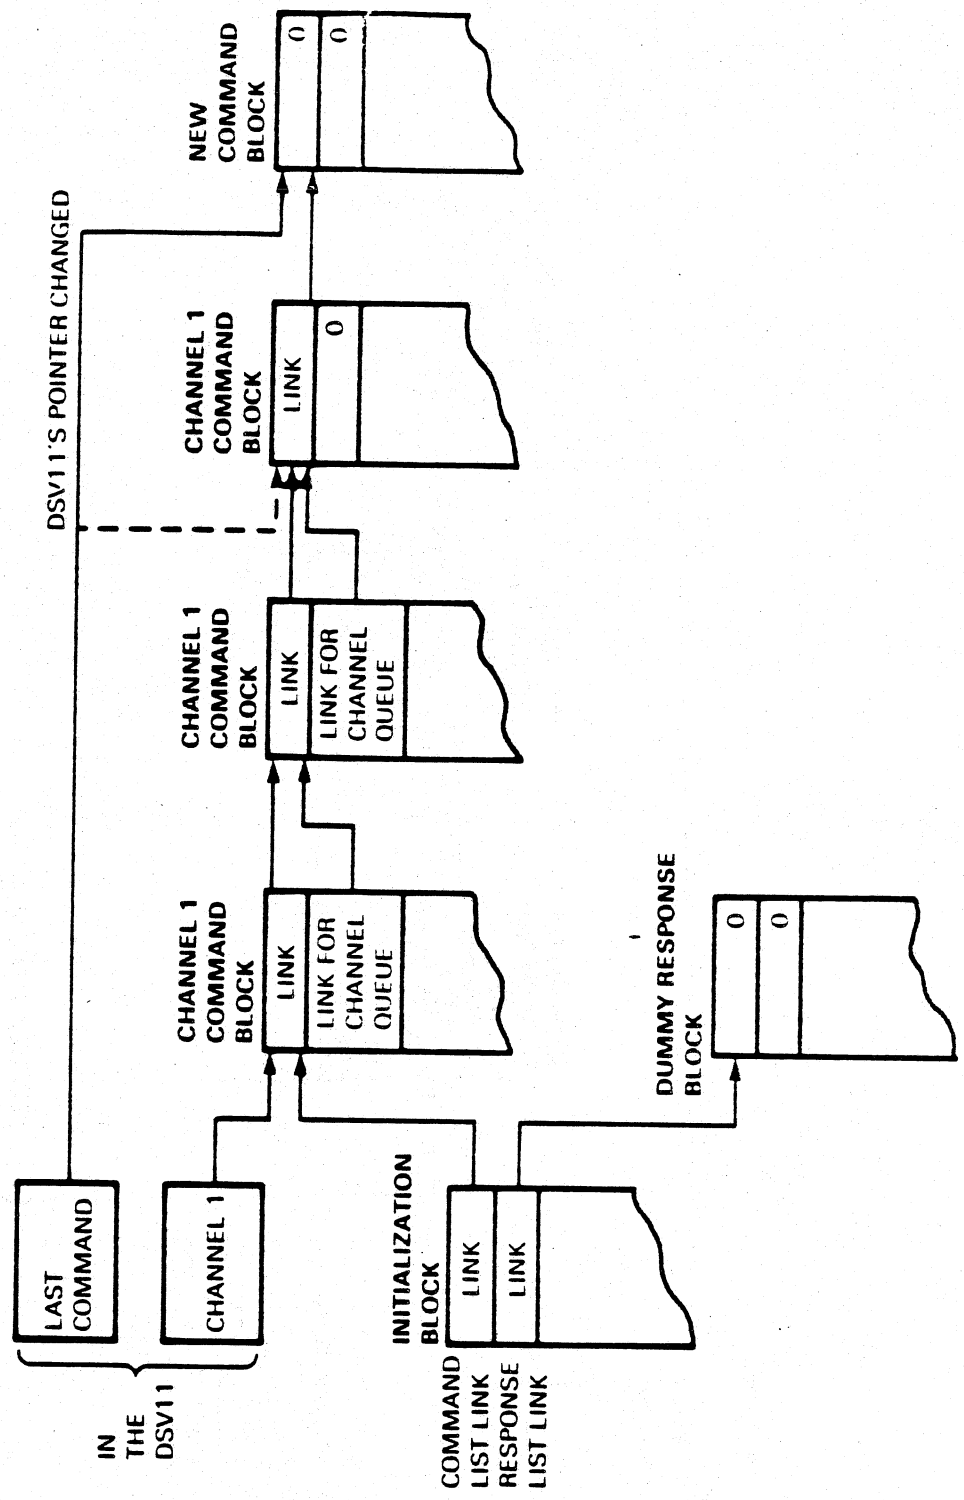 IN
THE
DSV11
LAST
COMMAND
CHANNEL 1
DSV11'S POINTER CHANGED
COMMAND
LIST LINK
RESPONSE
LIST LINK
INITIALIZATION
BLOCK
LINK
LINK
CHANNEL 1
COMMAND
BLOCK
LINK
LINK FOR
CHANNEL
QUEUE
CHANNEL 1
COMMAND
BLOCK
LINK
LINK FOR
CHANNEL
QUEUE
CHANNEL 1
COMMAND
BLOCK
LINK
0
NEW
COMMAND
BLOCK
0
0
DUMMY RESPONSE
BLOCK
0
0